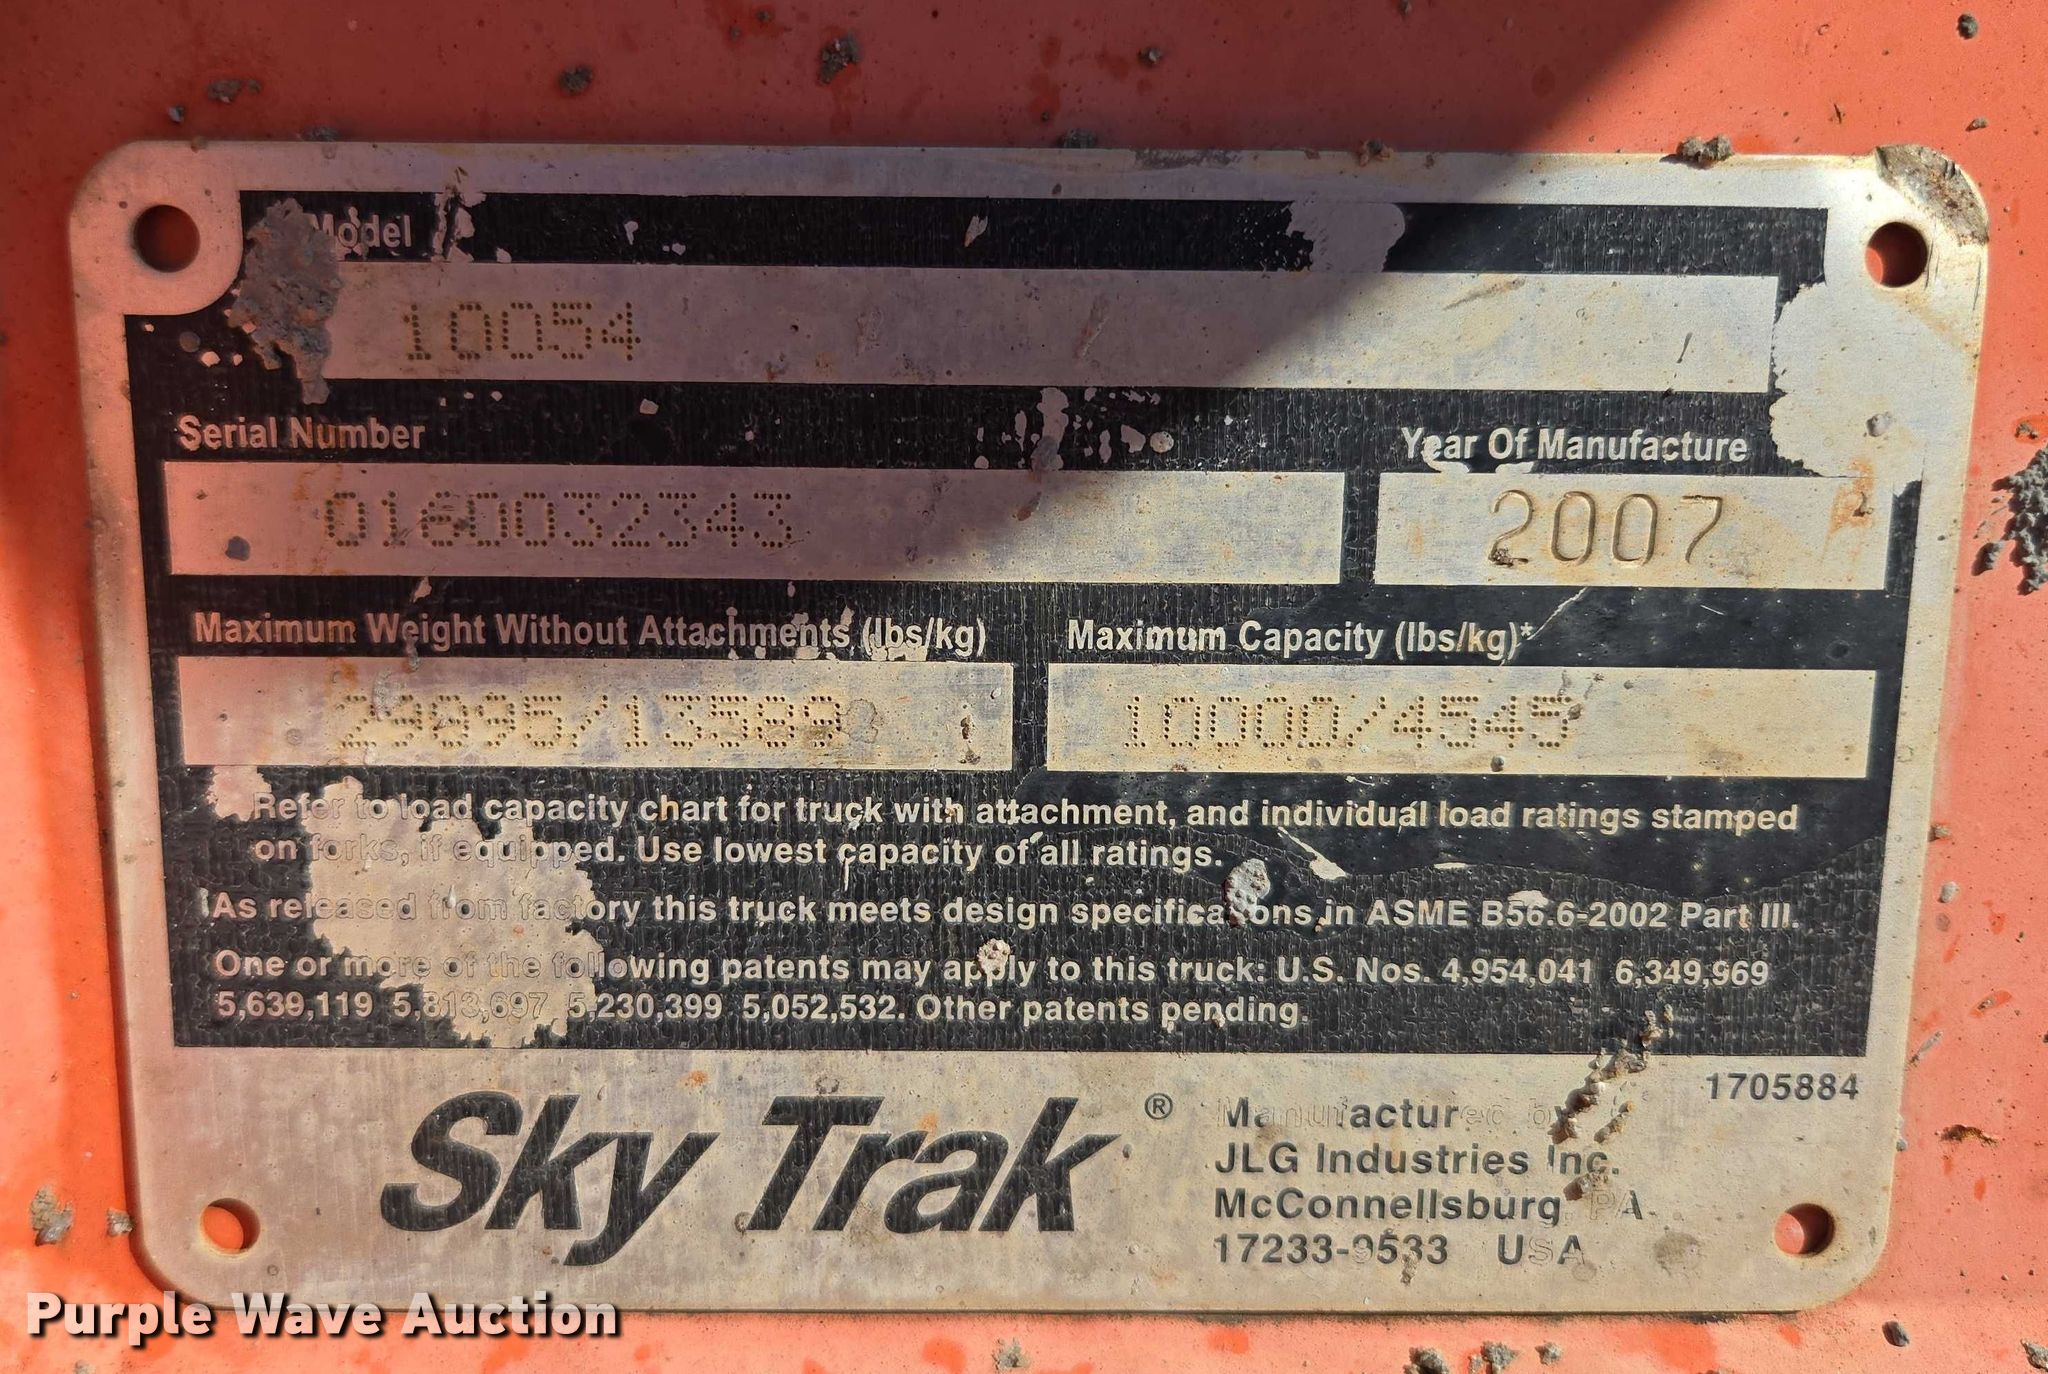 Model
10054
Serial Number
0160032343
Year Of Manufacture
2007
Maximum Weight Without Attachments (lbs/kg)
29895/13589
Maximum Capacity (lbs/kg)*
10000/4545
Refer to load capacity chart for truck with attachment, and individual load ratings stamped
on forks, if equipped. Use lowest capacity of all ratings.
As released from factory this truck meets design specifications in ASME B56.6-2002 Part III.
One or more of the following patents may apply to this truck: U.S. Nos. 4,954,041 6,349,969
5,639,119 5,813,697 5,230,399 5,052,532. Other patents pending.
1705884
Sky Trak ®
Manufactured by
JLG Industries Inc.
McConnellsburg PA
17233-9533 USA
Purple Wave Auction